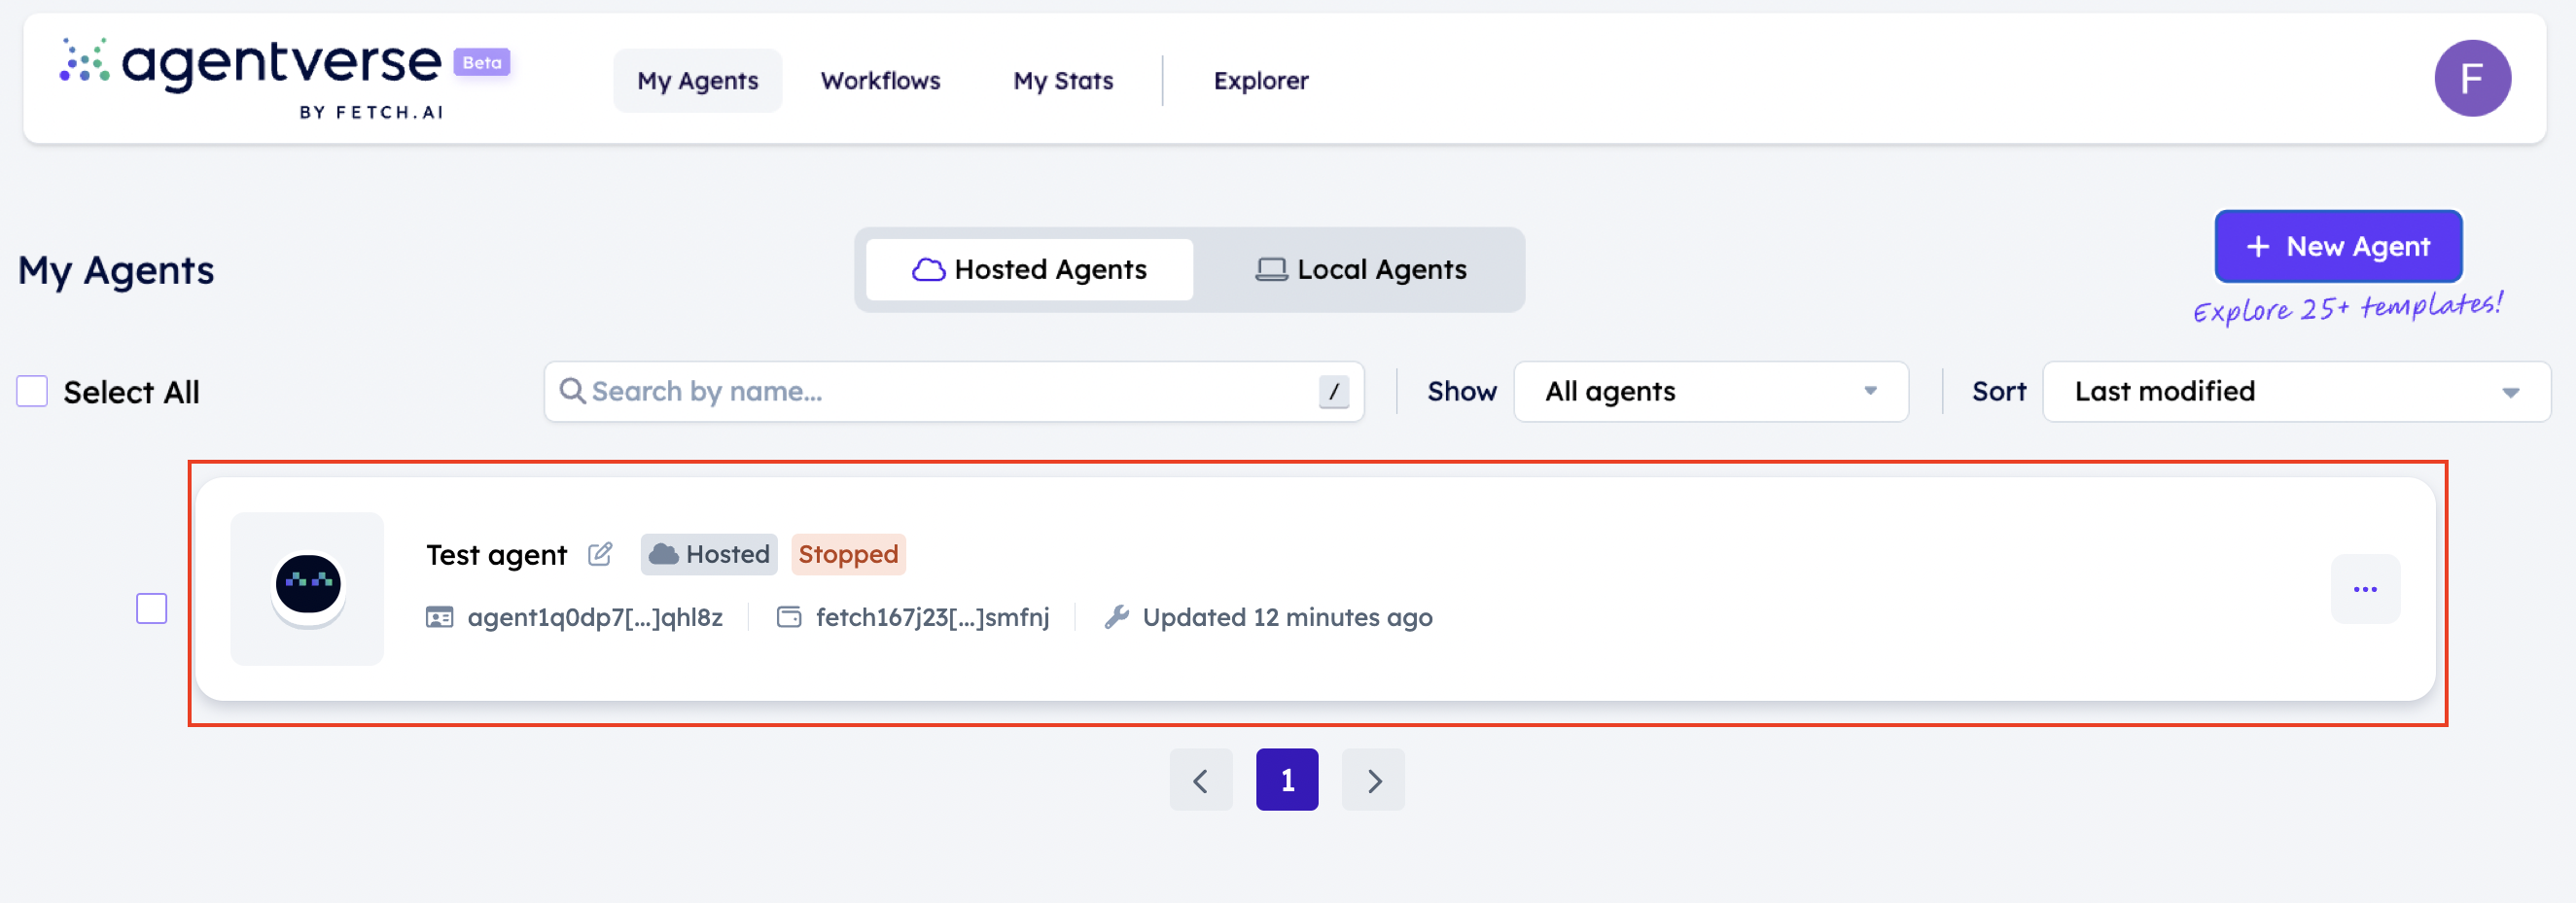 agentverse Beta
BY FETCH.AI
My Agents Workflows My Stats Explorer
F
My Agents
Hosted Agents Local Agents
+ New Agent
Explore 25+ templates!
Select All
Search by name... /
Show All agents
Sort Last modified
Test agent Hosted Stopped
agent1q0dp7[...]qhl8z fetch167j23[...]smfnj Updated 12 minutes ago
1